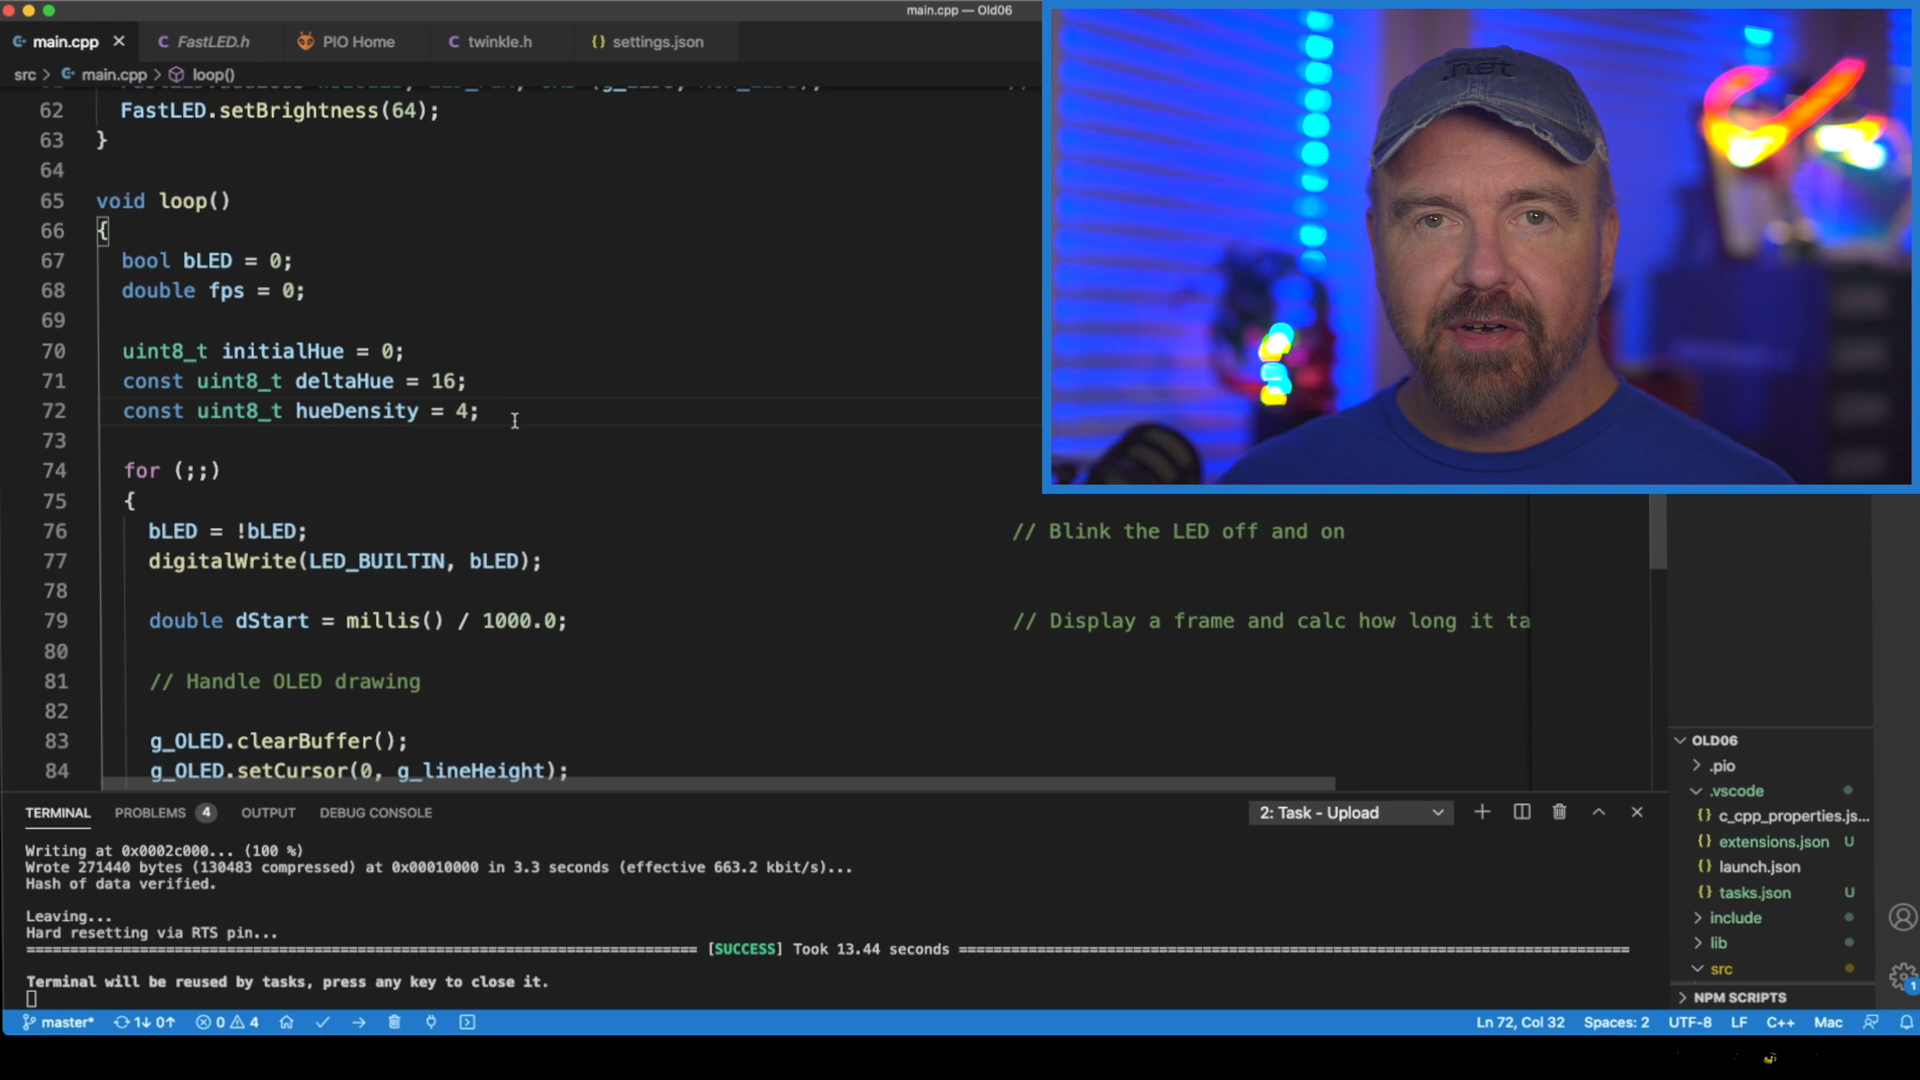 main.cpp — Old06
main.cpp
FastLED.h
PIO Home
twinkle.h
settings.json
src > main.cpp > loop()
62 FastLED.setBrightness(64);
63 }
64
65 void loop()
66 {
67 bool bLED = 0;
68 double fps = 0;
69
70 uint8_t initialHue = 0;
71 const uint8_t deltaHue = 16;
72 const uint8_t hueDensity = 4;
73
74 for (;;)
75 {
76 bLED = !bLED; // Blink the LED off and on
77 digitalWrite(LED_BUILTIN, bLED);
78
79 double dStart = millis() / 1000.0; // Display a frame and calc how long it ta
80
81 // Handle OLED drawing
82
83 g_OLED.clearBuffer();
84 g_OLED.setCursor(0, g_lineHeight);
.net
TERMINAL PROBLEMS 4 OUTPUT DEBUG CONSOLE 2: Task - Upload
Writing at 0x0002c000... (100 %)
Wrote 271440 bytes (130483 compressed) at 0x00010000 in 3.3 seconds (effective 663.2 kbit/s)...
Hash of data verified.
Leaving...
Hard resetting via RTS pin...
[SUCCESS] Took 13.44 seconds
Terminal will be reused by tasks, press any key to close it.
OLD06
.pio
.vscode
c_cpp_properties.js...
extensions.json U
launch.json
tasks.json U
include
lib
src
NPM SCRIPTS
1
master* 1↓ 0↑ 0 4 Ln 72, Col 32 Spaces: 2 UTF-8 LF C++ Mac